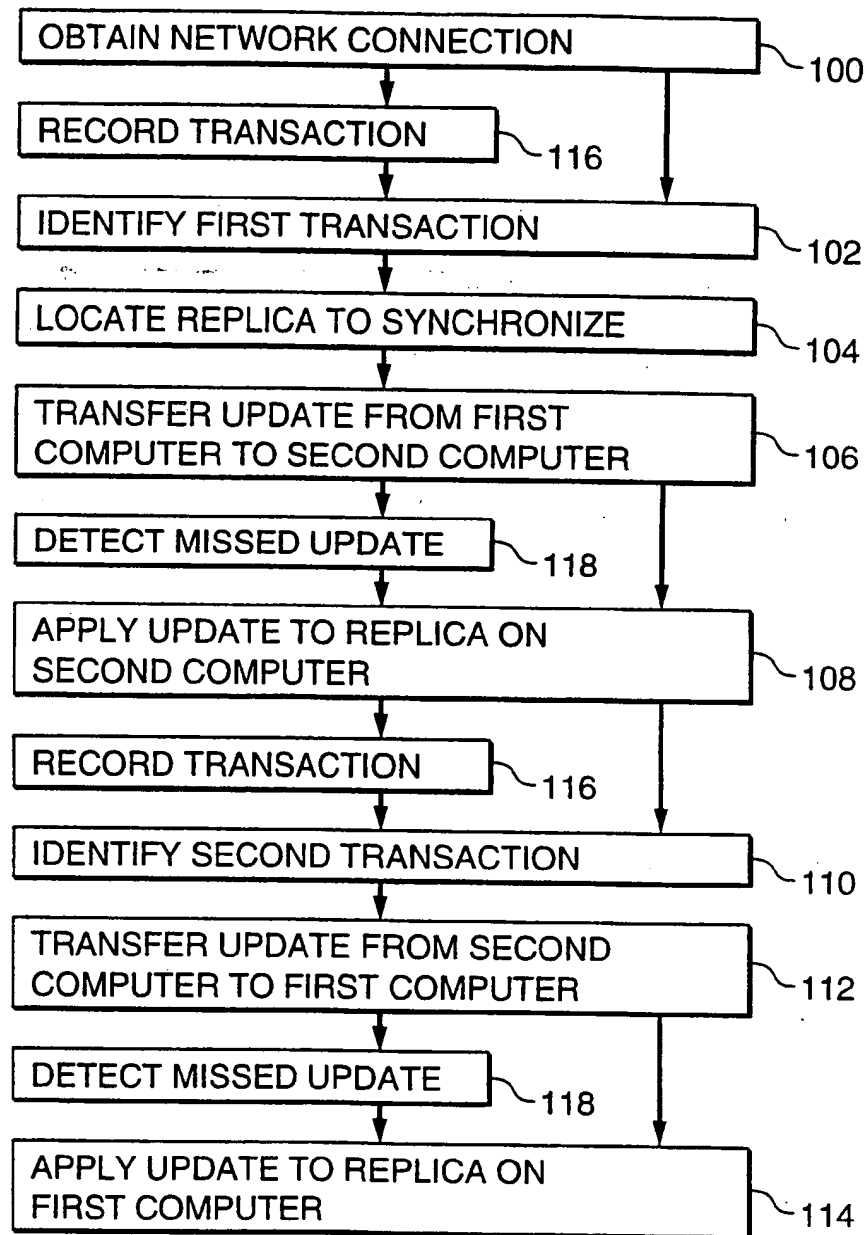 OBTAIN NETWORK CONNECTION
100
RECORD TRANSACTION
116
IDENTIFY FIRST TRANSACTION
102
LOCATE REPLICA TO SYNCHRONIZE
104
TRANSFER UPDATE FROM FIRST
COMPUTER TO SECOND COMPUTER
106
DETECT MISSED UPDATE
118
APPLY UPDATE TO REPLICA ON
SECOND COMPUTER
108
RECORD TRANSACTION
116
IDENTIFY SECOND TRANSACTION
110
TRANSFER UPDATE FROM SECOND
COMPUTER TO FIRST COMPUTER
112
DETECT MISSED UPDATE
118
APPLY UPDATE TO REPLICA ON
FIRST COMPUTER
114